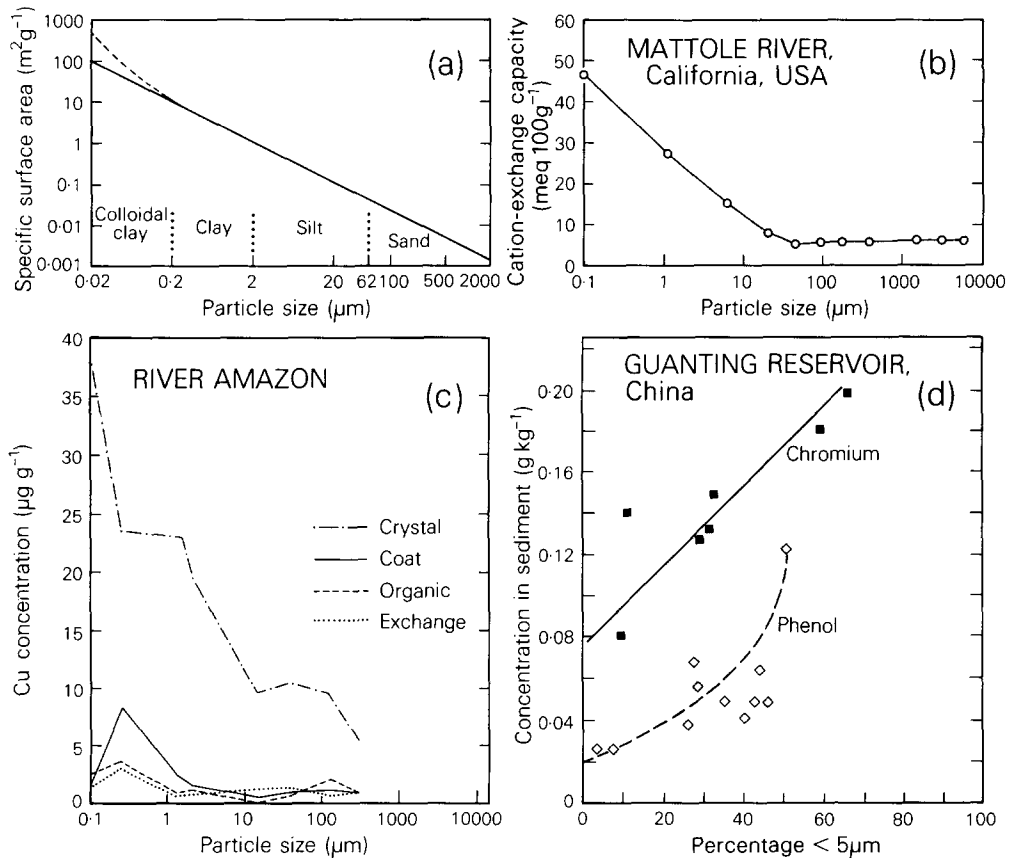 (a)
Specific surface area (m²g⁻¹)
1000
100
10
1
0·1
0·01
0·001
Colloidal
clay
Clay
Silt
Sand
0·02
0·2
2
20
62
100
500
2000
Particle size (μm)
MATTOLE RIVER,
California, USA
(b)
Cation-exchange capacity
(meq 100g⁻¹)
60
50
40
30
20
10
0
0·1
1
10
100
1000
10000
Particle size (μm)
RIVER AMAZON
(c)
Cu concentration (μg g⁻¹)
40
35
30
25
20
15
10
5
0
Crystal
Coat
Organic
Exchange
0·1
1
10
100
1000
10000
Particle size (μm)
GUANTING RESERVOIR,
China
(d)
Concentration in sediment (g kg⁻¹)
0·20
0·16
0·12
0·08
0·04
0
Chromium
Phenol
0
20
40
60
80
100
Percentage < 5μm